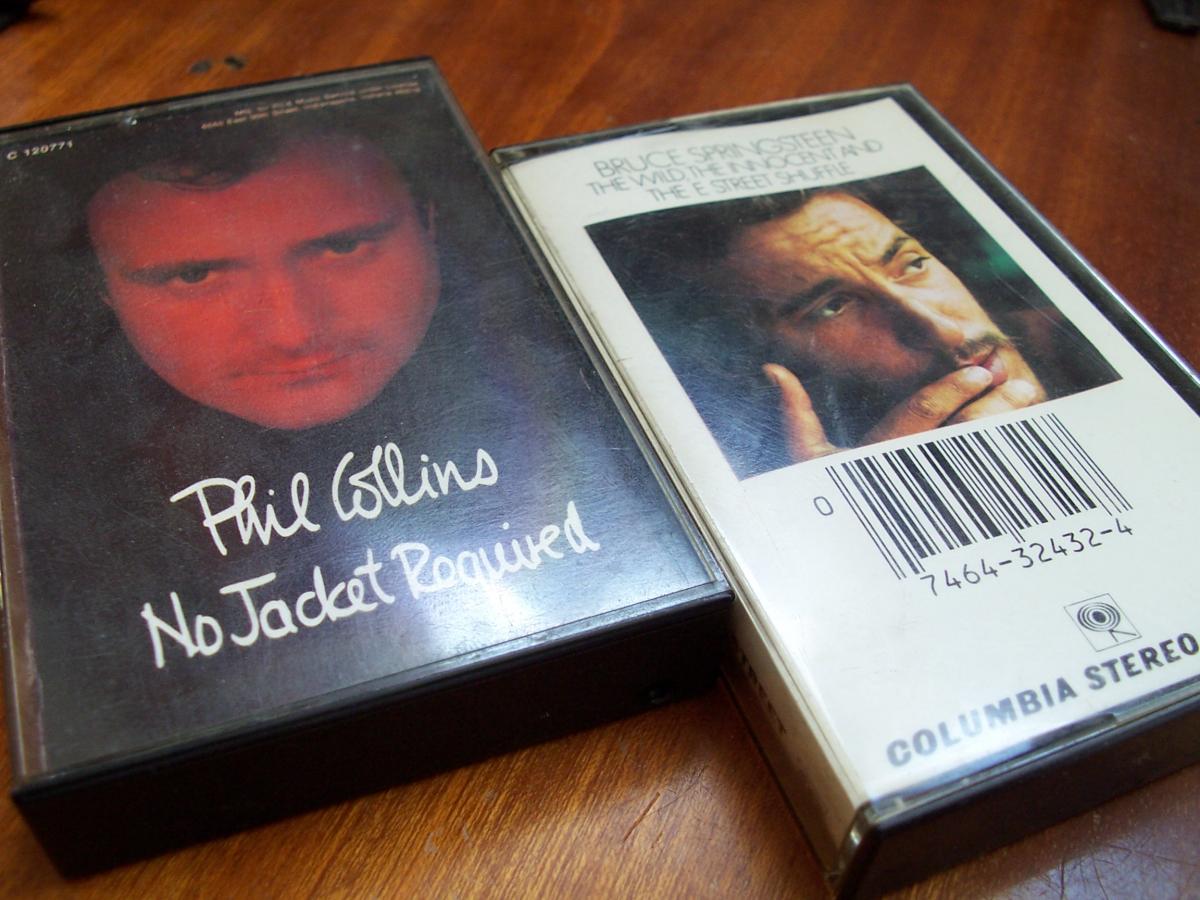 C 120771
Phil Collins
No Jacket Required
BRUCE SPRINGSTEEN
THE WILD, THE INNOCENT AND
THE E STREET SHUFFLE
0
7464-32432-4
COLUMBIA STEREO